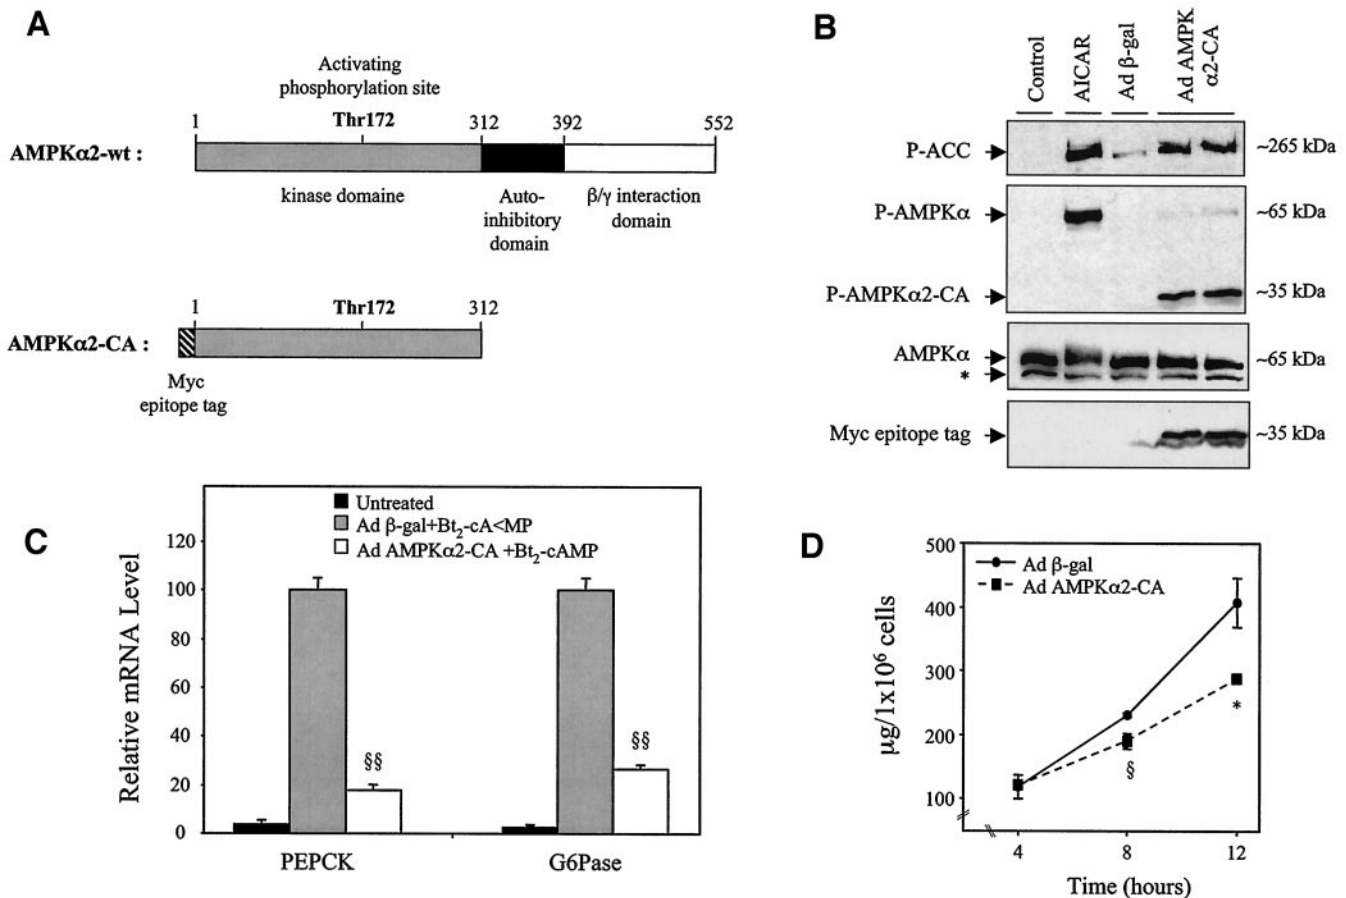 A
Activating
phosphorylation site
1 Thr172 312 392 552
AMPKα2-wt :
kinase domaine
Auto-
inhibitory
domain
β/γ interaction
domain
1 Thr172 312
AMPKα2-CA :
Myc
epitope tag
B
Control
AICAR
Ad β-gal
Ad AMPK
α2-CA
P-ACC ~265 kDa
P-AMPKα ~65 kDa
P-AMPKα2-CA ~35 kDa
AMPKα ~65 kDa
*
Myc epitope tag ~35 kDa
C
Untreated
Ad β-gal+Bt₂-cA<MP
Ad AMPKα2-CA +Bt₂-cAMP
Relative mRNA Level
120
100
80
60
40
20
0
§§
§§
PEPCK G6Pase
D
Ad β-gal
Ad AMPKα2-CA
µg/1x10⁶ cells
500
400
300
200
100
§
*
4 8 12
Time (hours)